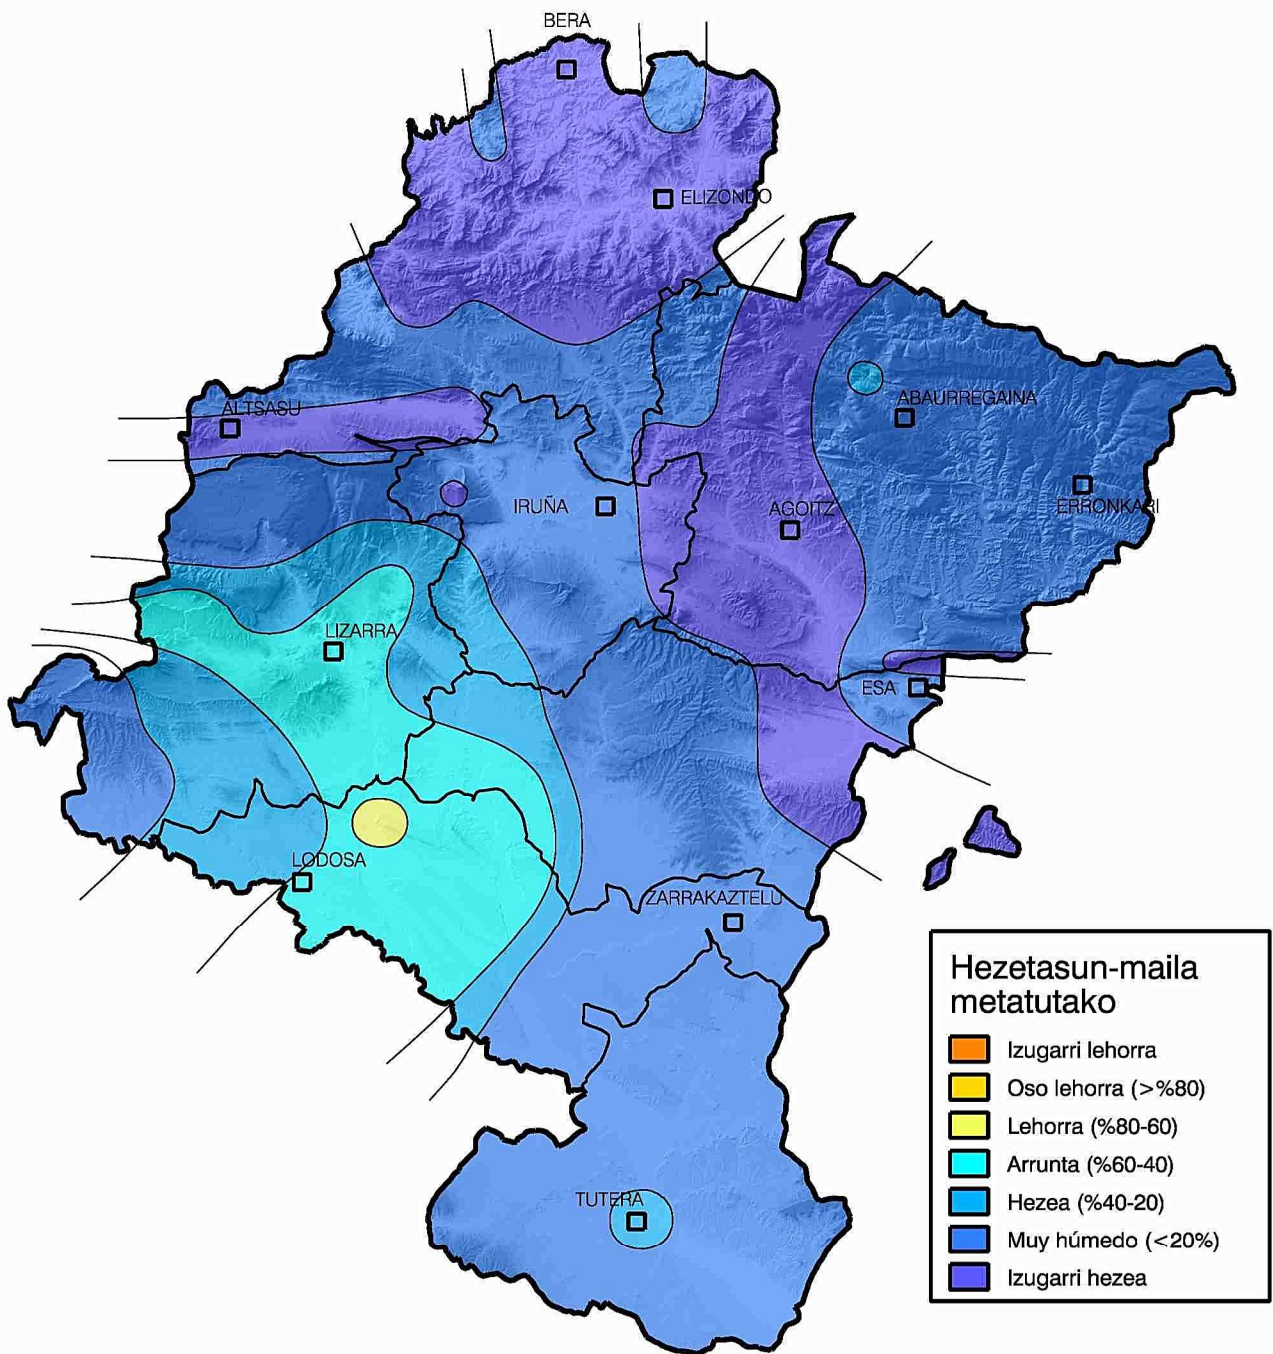 BERA
ELIZONDO
ALTSASU
ABAURREGAINA
IRUÑA
AGOITZ
ERRONKARI
LIZARRA
ESA
LODOSA
ZARRAKAZTELU
TUTERA
Hezetasun-maila
metatutako
Izugarri lehorra
Oso lehorra (>%80)
Lehorra (%80-60)
Arrunta (%60-40)
Hezea (%40-20)
Muy húmedo (<20%)
Izugarri hezea